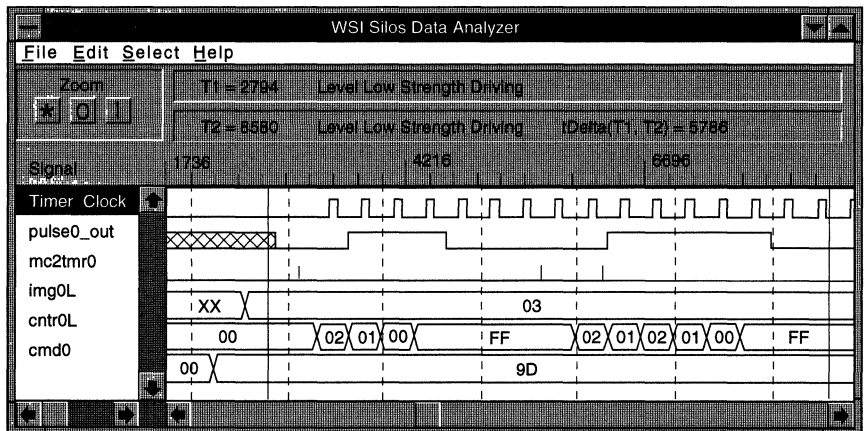 WSI Silos Data Analyzer
File Edit Select Help
Zoom
* 0 1
T1 = 2794 Level Low Strength Driving
T2 = 8580 Level Low Strength Driving tDelta(T1, T2) = 5786
Signal 1736 4216 6696
Timer Clock
pulse0_out
mc2tmr0
img0L XX 03
cntr0L 00 02 01 00 FF 02 01 02 01 00 FF
cmd0 00 9D